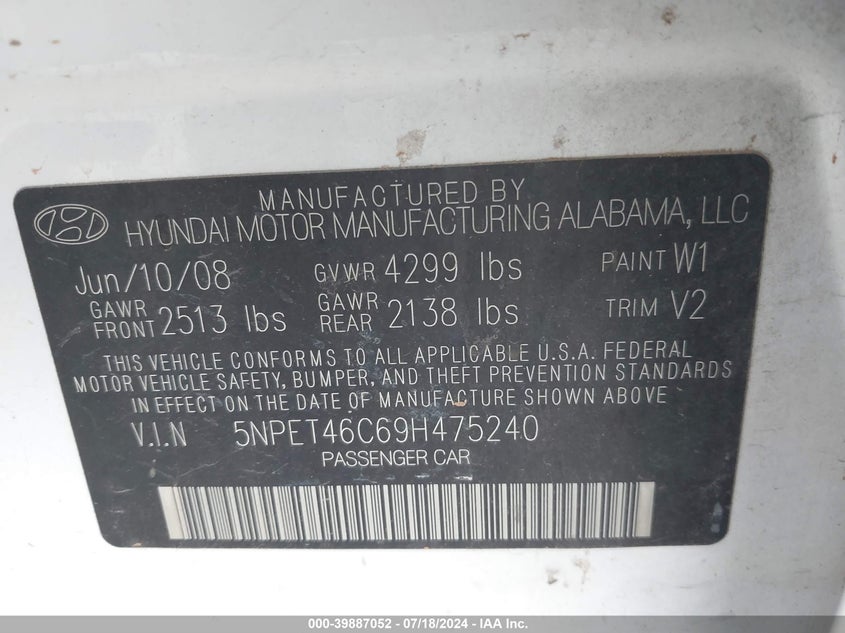 MANUFACTURED BY
HYUNDAI MOTOR MANUFACTURING ALABAMA, LLC
Jun/10/08 GVWR 4299 lbs PAINT W1
GAWR FRONT 2513 lbs GAWR REAR 2138 lbs TRIM V2
THIS VEHICLE CONFORMS TO ALL APPLICABLE U.S.A. FEDERAL
MOTOR VEHICLE SAFETY, BUMPER, AND THEFT PREVENTION STANDARDS
IN EFFECT ON THE DATE OF MANUFACTURE SHOWN ABOVE
V.I.N 5NPET46C69H475240
PASSENGER CAR
000-39887052 / 07/18/2024 - IAA Inc.